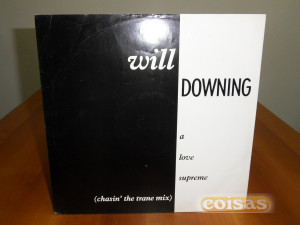 will
DOWNING
a
love
supreme
(chasin' the trane mix)
coisas